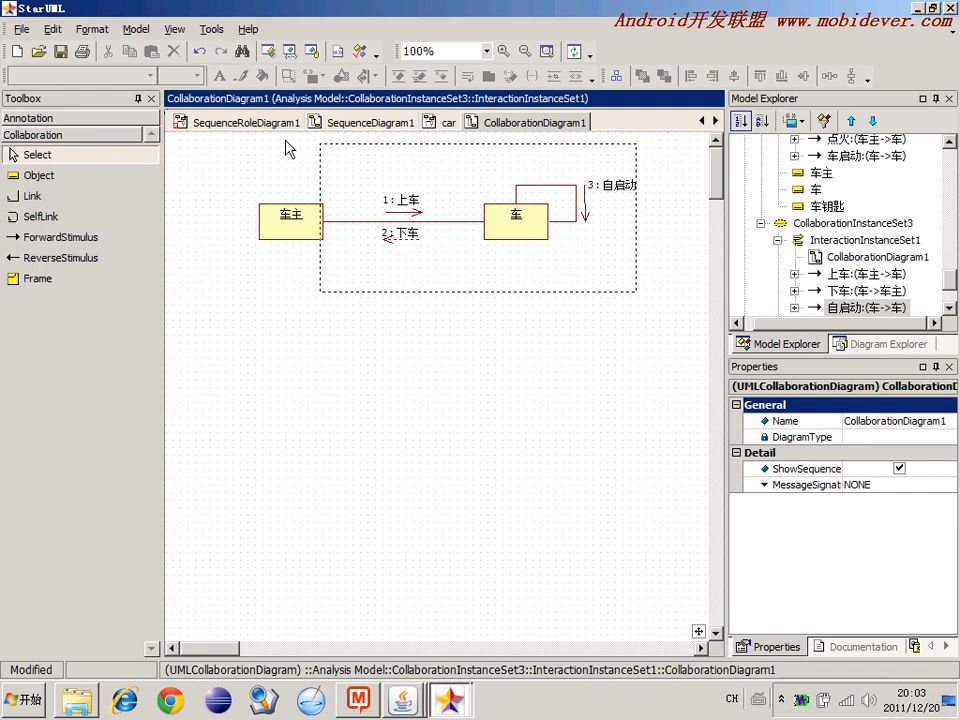 StarUML
Android开发联盟 www.mobidever.com
File Edit Format Model View Tools Help
100%
Toolbox
CollaborationDiagram1 (Analysis Model::CollaborationInstanceSet3::InteractionInstanceSet1)
Model Explorer
Annotation
Collaboration
SequenceRoleDiagram1 SequenceDiagram1 car CollaborationDiagram1
Select
Object
Link
SelfLink
ForwardStimulus
ReverseStimulus
Frame
车主
1 : 上车
2 : 下车
车
3 : 自启动
点火:(车主->车)
车启动:(车->车)
车主
车
车钥匙
CollaborationInstanceSet3
InteractionInstanceSet1
CollaborationDiagram1
上车:(车主->车)
下车:(车->车主)
自启动:(车->车)
Model Explorer Diagram Explorer
Properties
(UMLCollaborationDiagram) CollaborationD
General
Name CollaborationDiagram1
DiagramType
Detail
ShowSequence
MessageSignat NONE
Properties Documentation
Modified
(UMLCollaborationDiagram) ::Analysis Model::CollaborationInstanceSet3::InteractionInstanceSet1::CollaborationDiagram1
开始
CH
20:03
2011/12/20